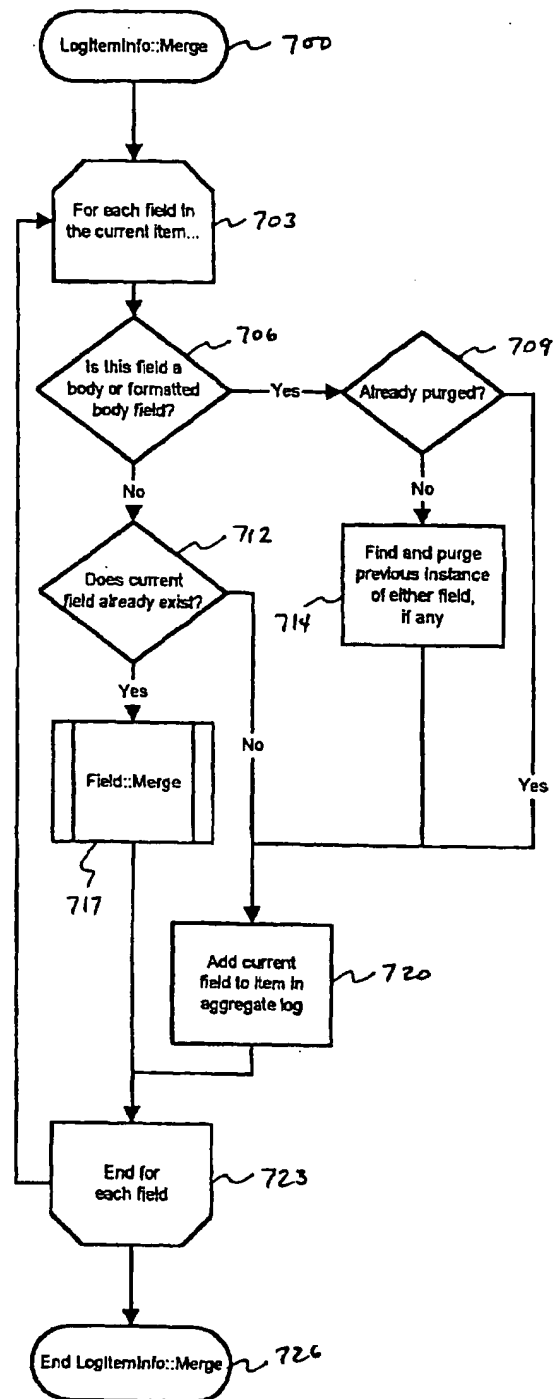 LogItemInfo::Merge
700
For each field in
the current item...
703
706
Is this field a
body or formatted
body field?
Yes
709
Already purged?
No
No
712
Does current
field already exist?
Find and purge
previous instance
of either field,
if any
714
Yes
No
Yes
Field::Merge
717
Add current
field to item in
aggregate log
720
End for
each field
723
End LogItemInfo::Merge
726